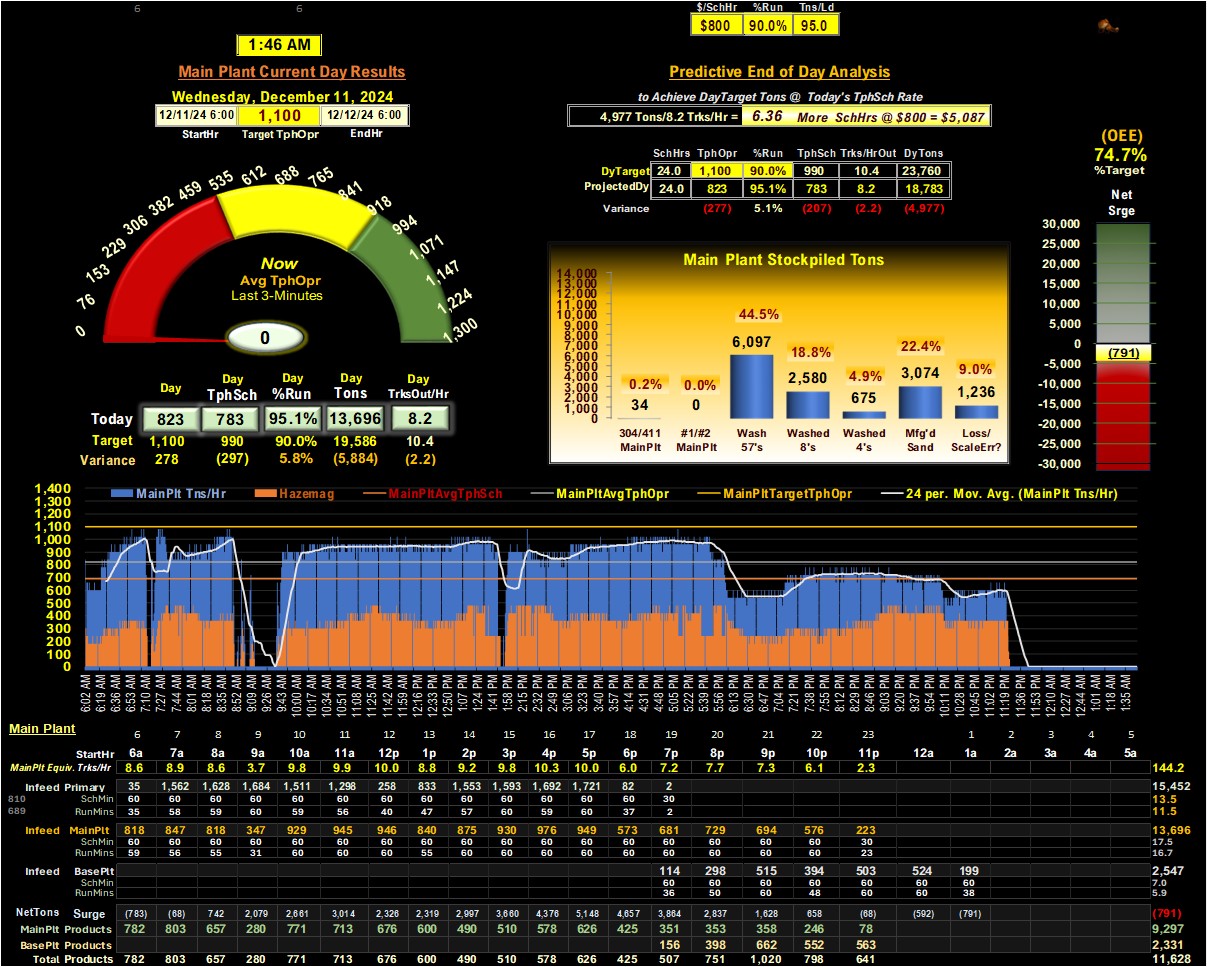 6 6
$/SchHr %Run Tns/Ld
$800 90.0% 95.0
1:46 AM
Main Plant Current Day Results
Wednesday, December 11, 2024
12/11/24 6:00 1,100 12/12/24 6:00
StartHr Target TphOpr EndHr
Predictive End of Day Analysis
to Achieve DayTarget Tons @ Today's TphSch Rate
4,977 Tons/8.2 Trks/Hr = 6.36 More SchHrs @ $800 = $5,087
SchHrs TphOpr %Run TphSch Trks/HrOut DyTons
DyTarget 24.0 1,100 90.0% 990 10.4 23,760
ProjectedDy 24.0 823 95.1% 783 8.2 18,783
Variance (277) 5.1% (207) (2.2) (4,977)
(OEE)
74.7%
%Target
Net
Srge
30,000
25,000
20,000
15,000
10,000
5,000
0
(791)
-5,000
-10,000
-15,000
-20,000
-25,000
-30,000
0 76 153 229 306 382 459 535 612 688 765 841 918 994 1,071 1,147 1,224 1,300
Now
Avg TphOpr
Last 3-Minutes
0
Day Day Day Day Day
TphSch %Run Tons TrksOut/Hr
Today 823 783 95.1% 13,696 8.2
Target 1,100 990 90.0% 19,586 10.4
Variance 278 (297) 5.8% (5,884) (2.2)
Main Plant Stockpiled Tons
14,000
13,000
12,000
11,000
10,000
9,000
8,000
7,000
6,000
5,000
4,000
3,000
2,000
1,000
0
0.2% 0.0% 44.5% 18.8% 4.9% 22.4% 9.0%
34 0 6,097 2,580 675 3,074 1,236
304/411 #1/#2 Wash Washed Washed Mfg'd Loss/
MainPlt MainPlt 57's 8's 4's Sand ScaleErr?
MainPlt Tns/Hr Hazemag MainPltAvgTphSch MainPltAvgTphOpr MainPltTargetTphOpr 24 per. Mov. Avg. (MainPlt Tns/Hr)
1,400
1,300
1,200
1,100
1,000
900
800
700
600
500
400
300
200
100
0
6:02 AM 6:19 AM 6:36 AM 6:53 AM 7:10 AM 7:27 AM 7:44 AM 8:01 AM 8:18 AM 8:35 AM 8:52 AM 9:09 AM 9:26 AM 9:43 AM 10:00 AM 10:17 AM 10:34 AM 10:51 AM 11:08 AM 11:25 AM 11:42 AM 11:59 AM 12:16 PM 12:33 PM 12:50 PM 1:07 PM 1:24 PM 1:41 PM 1:58 PM 2:15 PM 2:32 PM 2:49 PM 3:06 PM 3:23 PM 3:40 PM 3:57 PM 4:14 PM 4:31 PM 4:48 PM 5:05 PM 5:22 PM 5:39 PM 5:56 PM 6:13 PM 6:30 PM 6:47 PM 7:04 PM 7:21 PM 7:38 PM 7:55 PM 8:12 PM 8:29 PM 8:46 PM 9:03 PM 9:20 PM 9:37 PM 9:54 PM 10:11 PM 10:28 PM 10:45 PM 11:02 PM 11:19 PM 11:36 PM 11:53 PM 12:10 AM 12:27 AM 12:44 AM 1:01 AM 1:18 AM 1:35 AM
Main Plant 6 7 8 9 10 11 12 13 14 15 16 17 18 19 20 21 22 23 1 2 3 4 5
StartHr 6a 7a 8a 9a 10a 11a 12p 1p 2p 3p 4p 5p 6p 7p 8p 9p 10p 11p 12a 1a 2a 3a 4a 5a
MainPlt Equiv. Trks/Hr 8.6 8.9 8.6 3.7 9.8 9.9 10.0 8.8 9.2 9.8 10.3 10.0 6.0 7.2 7.7 7.3 6.1 2.3 144.2
Infeed Primary 35 1,562 1,628 1,684 1,511 1,298 258 833 1,553 1,593 1,692 1,721 82 2 15,452
810 SchMin 60 60 60 60 60 60 60 60 60 60 60 60 60 30 13.5
689 RunMins 35 58 59 60 59 56 40 47 57 60 59 60 37 2 11.5
Infeed MainPlt 818 847 818 347 929 945 946 840 875 930 976 949 573 681 729 694 576 223 13,696
SchMin 60 60 60 60 60 60 60 60 60 60 60 60 60 60 60 60 60 30 17.5
RunMins 59 56 55 31 60 60 60 55 60 60 60 60 60 60 60 60 60 23 16.7
Infeed BasePlt 114 298 515 394 503 524 199 2,547
SchMin 60 60 60 60 60 60 60 7.0
RunMins 36 50 60 48 60 60 38 5.9
NetTons Surge (783) (68) 742 2,079 2,661 3,014 2,326 2,319 2,997 3,660 4,376 5,148 4,657 3,864 2,837 1,628 658 (68) (592) (791) (791)
MainPlt Products 782 803 657 280 771 713 676 600 490 510 578 626 425 351 353 358 246 78 9,297
BasePlt Products 156 398 662 552 563 2,331
Total Products 782 803 657 280 771 713 676 600 490 510 578 626 425 507 751 1,020 798 641 11,628